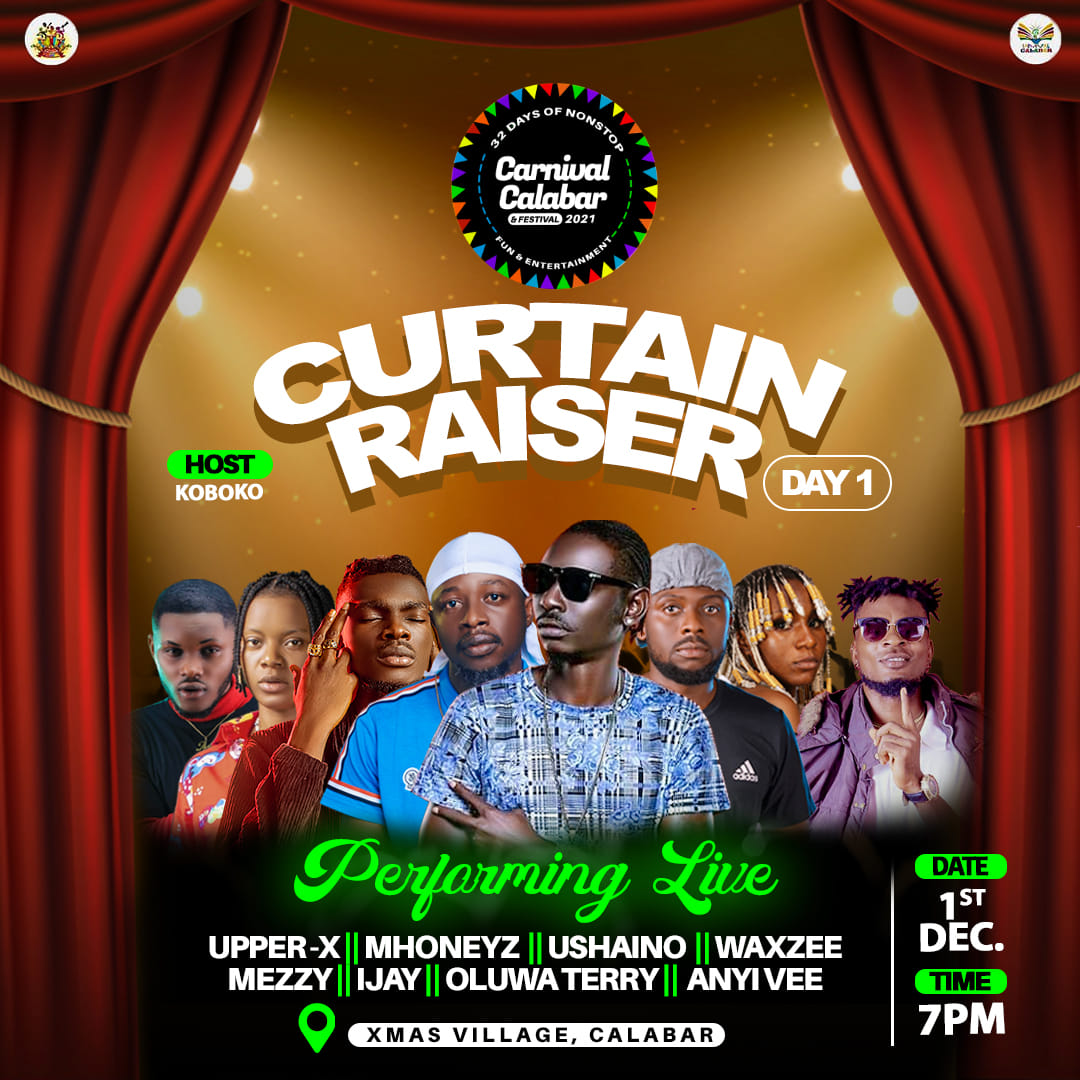 32 DAYS OF NONSTOP
Carnival
Calabar
& FESTIVAL 2021
FUN & ENTERTAINMENT
CURTAIN
RAISER
DAY 1
HOST
KOBOKO
adidas
Performing Live
UPPER-X || MHONEYZ || USHAINO || WAXZEE
MEZZY || IJAY || OLUWA TERRY || ANYI VEE
XMAS VILLAGE, CALABAR
DATE
1ST
DEC.
TIME
7PM